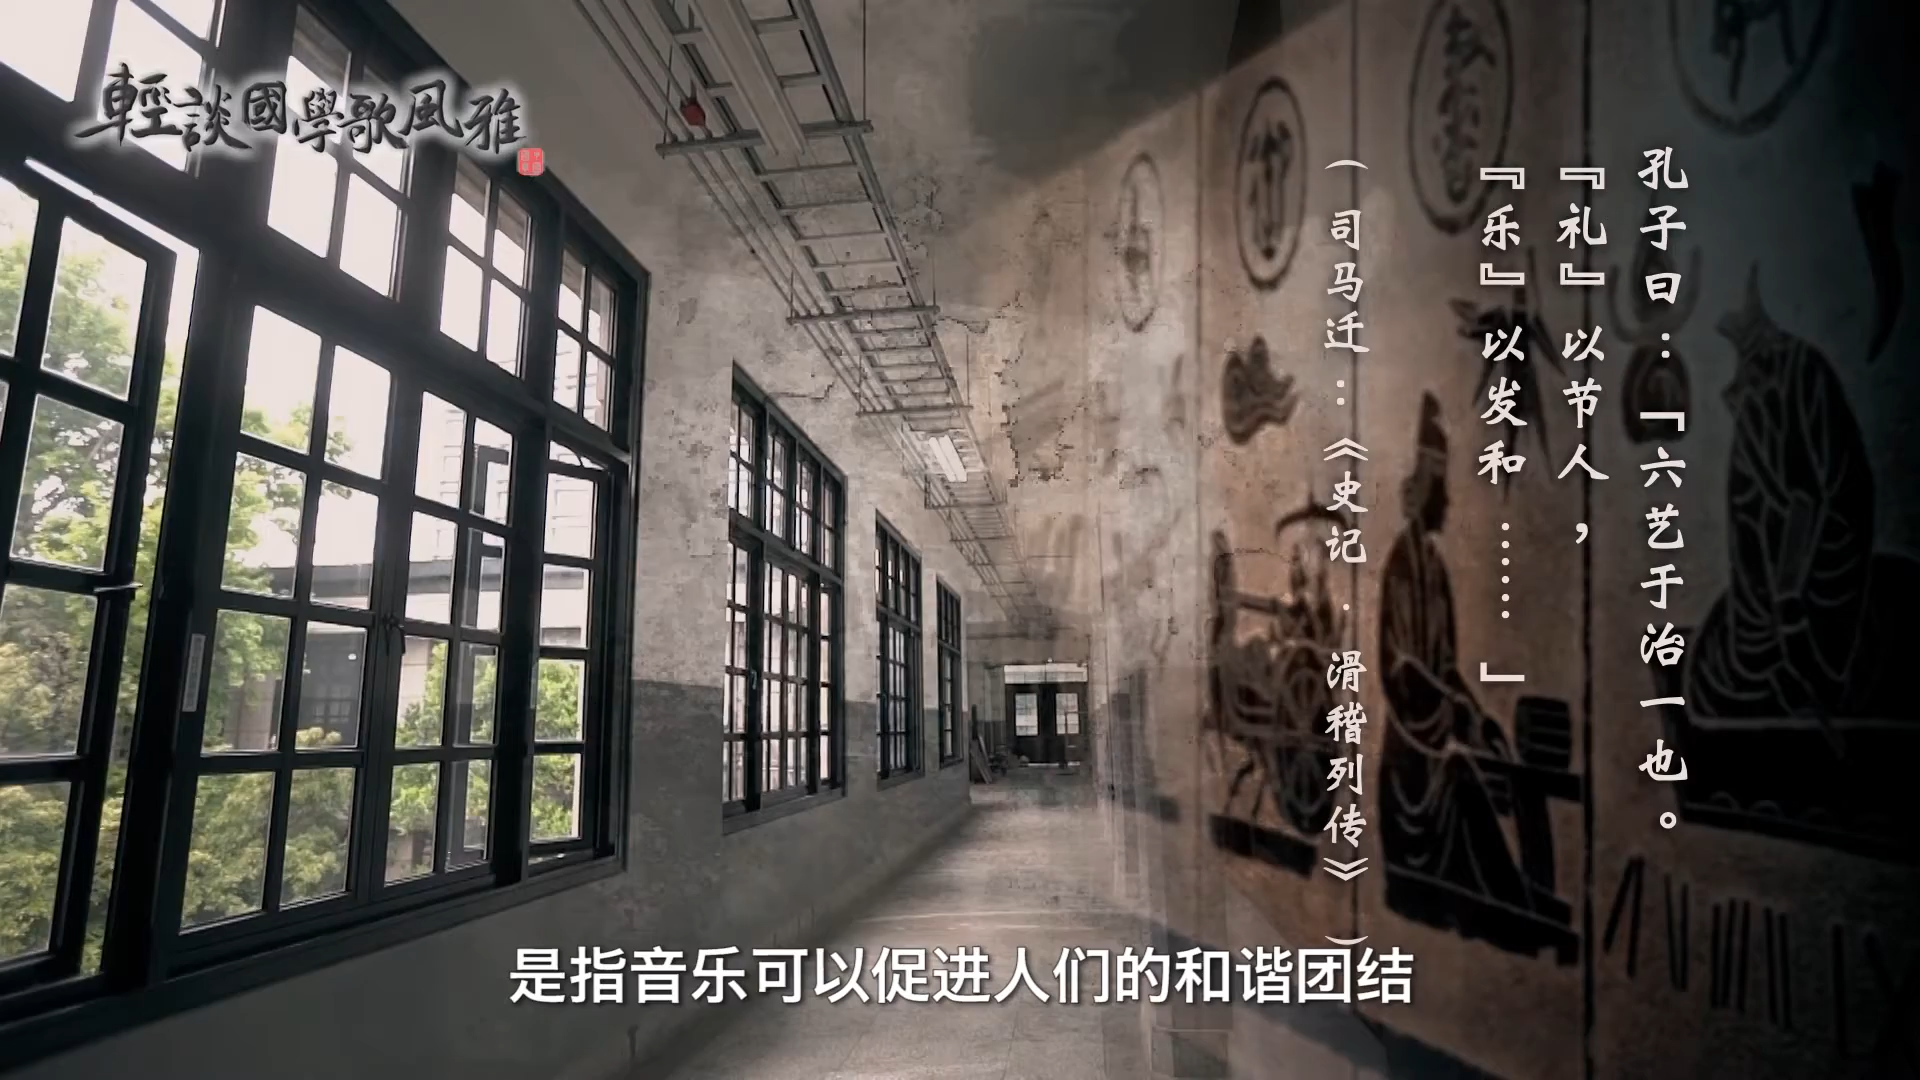 輕談國學歌風雅
孔子曰：「六艺于治一也。
『礼』以节人，
『乐』以发和……」
（司马迁：《史记·滑稽列传》）
是指音乐可以促进人们的和谐团结